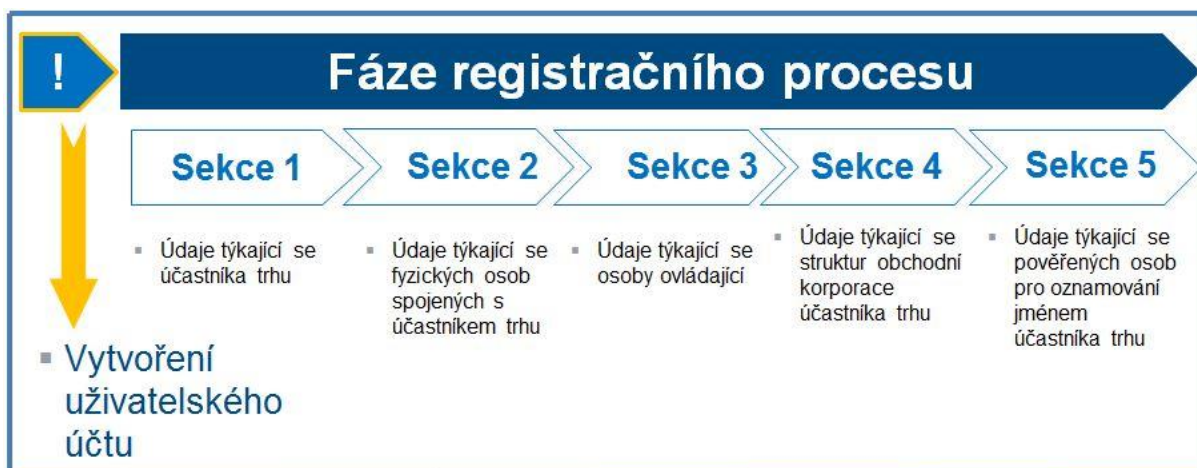 !
Fáze registračního procesu
Sekce 1
Sekce 2
Sekce 3
Sekce 4
Sekce 5
Údaje týkající se
účastníka trhu
Údaje týkající se
fyzických osob
spojených s
účastníkem trhu
Údaje týkající se
osoby ovládající
Údaje týkající se
struktur obchodní
korporace
účastníka trhu
Údaje týkající se
pověřených osob
pro oznamování
jménem
účastníka trhu
Vytvoření
uživatelského
účtu